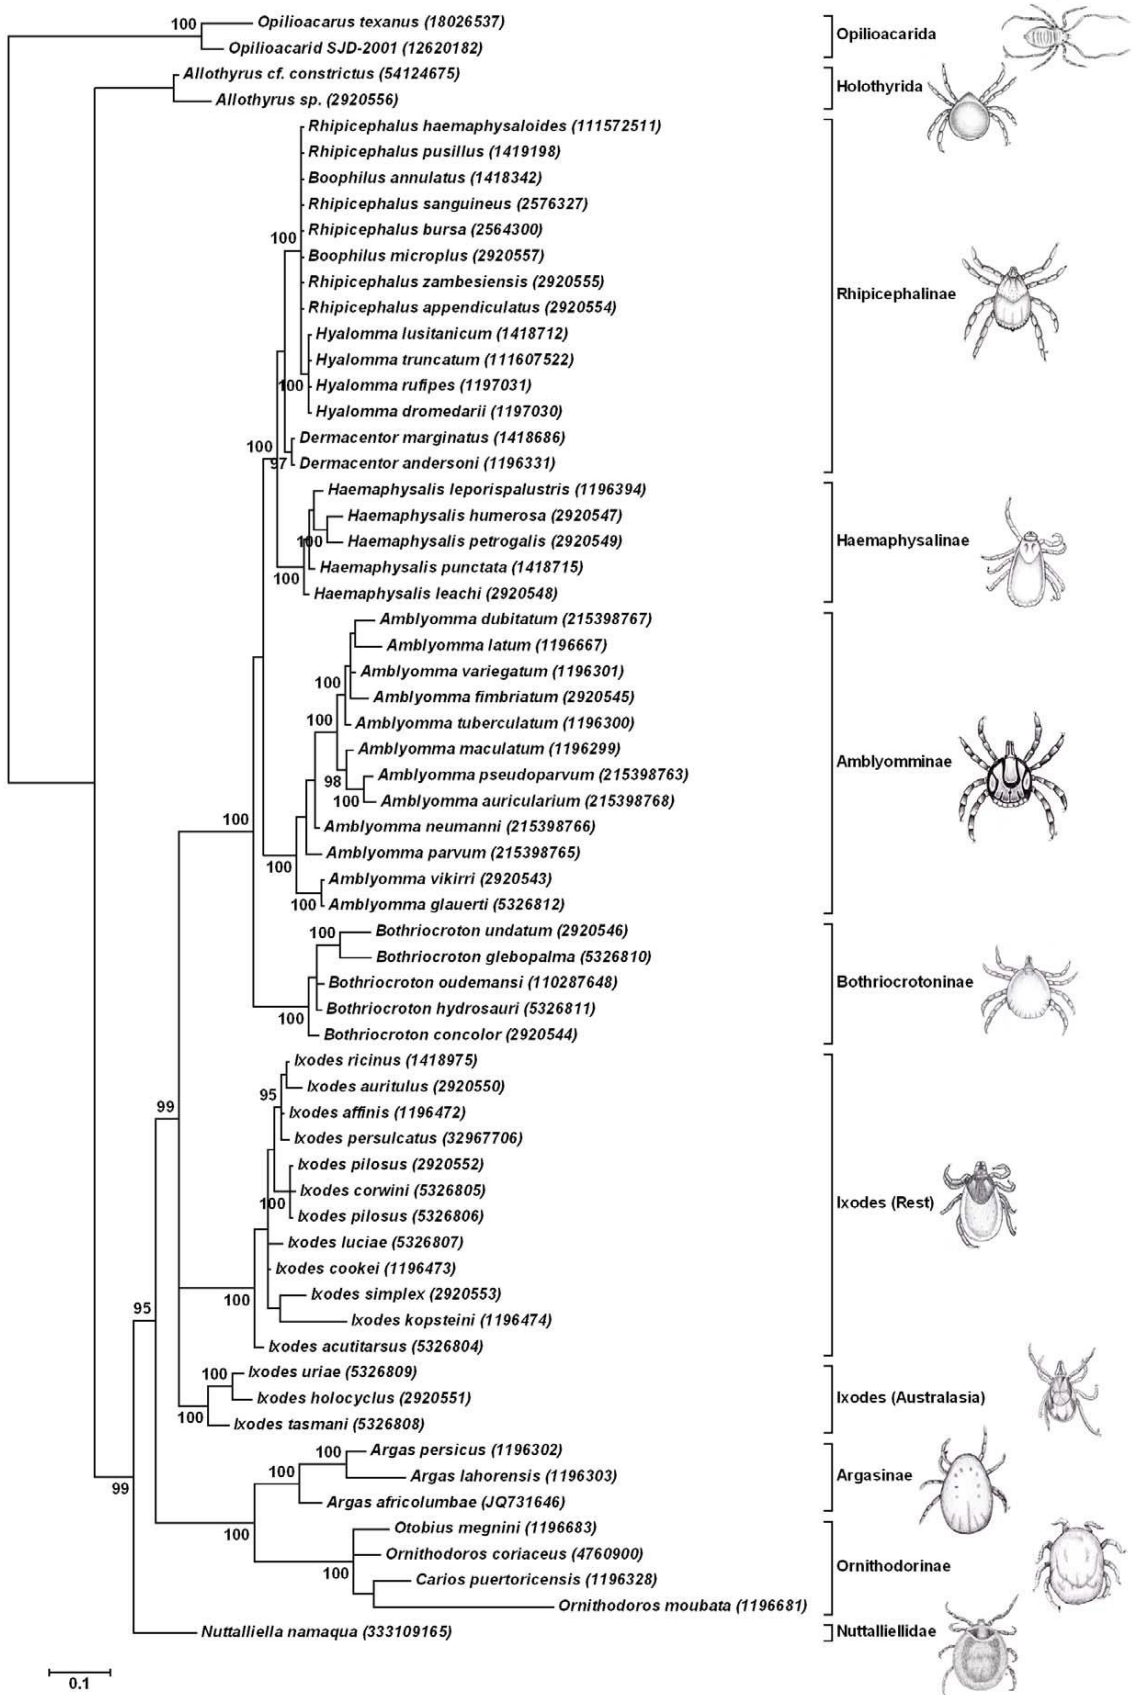 100
Opilioacarus texanus (18026537)
Opilioacarid SJD-2001 (12620182)
Opilioacarida
Allothyrus cf. constrictus (54124675)
Allothyrus sp. (2920556)
Holothyrida
Rhipicephalus haemaphysaloides (111572511)
Rhipicephalus pusillus (1419198)
Boophilus annulatus (1418342)
Rhipicephalus sanguineus (2576327)
Rhipicephalus bursa (2564300)
100
Boophilus microplus (2920557)
Rhipicephalus zambesiensis (2920555)
Rhipicephalus appendiculatus (2920554)
Rhipicephalinae
Hyalomma lusitanicum (1418712)
Hyalomma truncatum (111607522)
100
Hyalomma rufipes (1197031)
Hyalomma dromedarii (1197030)
Dermacentor marginatus (1418686)
100
97
Dermacentor andersoni (1196331)
Haemaphysalis leporispalustris (1196394)
Haemaphysalis humerosa (2920547)
100
Haemaphysalis petrogalis (2920549)
Haemaphysalinae
Haemaphysalis punctata (1418715)
100
Haemaphysalis leachi (2920548)
Amblyomma dubitatum (215398767)
Amblyomma latum (1196667)
Amblyomma variegatum (1196301)
100
Amblyomma fimbriatum (2920545)
100
Amblyomma tuberculatum (1196300)
Amblyomma maculatum (1196299)
Amblyomminae
98
Amblyomma pseudoparvum (215398763)
100
Amblyomma auricularium (215398768)
100
Amblyomma neumanni (215398766)
Amblyomma parvum (215398765)
100
Amblyomma vikirri (2920543)
100
Amblyomma glauerti (5326812)
100
Bothriocroton undatum (2920546)
Bothriocroton glebopalma (5326810)
Bothriocroton oudemansi (110287648)
Bothriocrotoninae
Bothriocroton hydrosauri (5326811)
100
Bothriocroton concolor (2920544)
Ixodes ricinus (1418975)
95
Ixodes auritulus (2920550)
99
Ixodes affinis (1196472)
Ixodes persulcatus (32967706)
Ixodes pilosus (2920552)
Ixodes corwini (5326805)
100
Ixodes (Rest)
Ixodes pilosus (5326806)
Ixodes luciae (5326807)
Ixodes cookei (1196473)
Ixodes simplex (2920553)
100
95
Ixodes kopsteini (1196474)
Ixodes acutitarsus (5326804)
100
Ixodes uriae (5326809)
Ixodes holocyclus (2920551)
Ixodes (Australasia)
100
Ixodes tasmani (5326808)
100
Argas persicus (1196302)
100
Argas lahorensis (1196303)
Argasinae
99
Argas africolumbae (JQ731646)
100
Otobius megnini (1196683)
Ornithodoros coriaceus (4760900)
Ornithodorinae
100
Carios puertoricensis (1196328)
Ornithodoros moubata (1196681)
Nuttalliella namaqua (333109165)
Nuttalliellidae
0.1